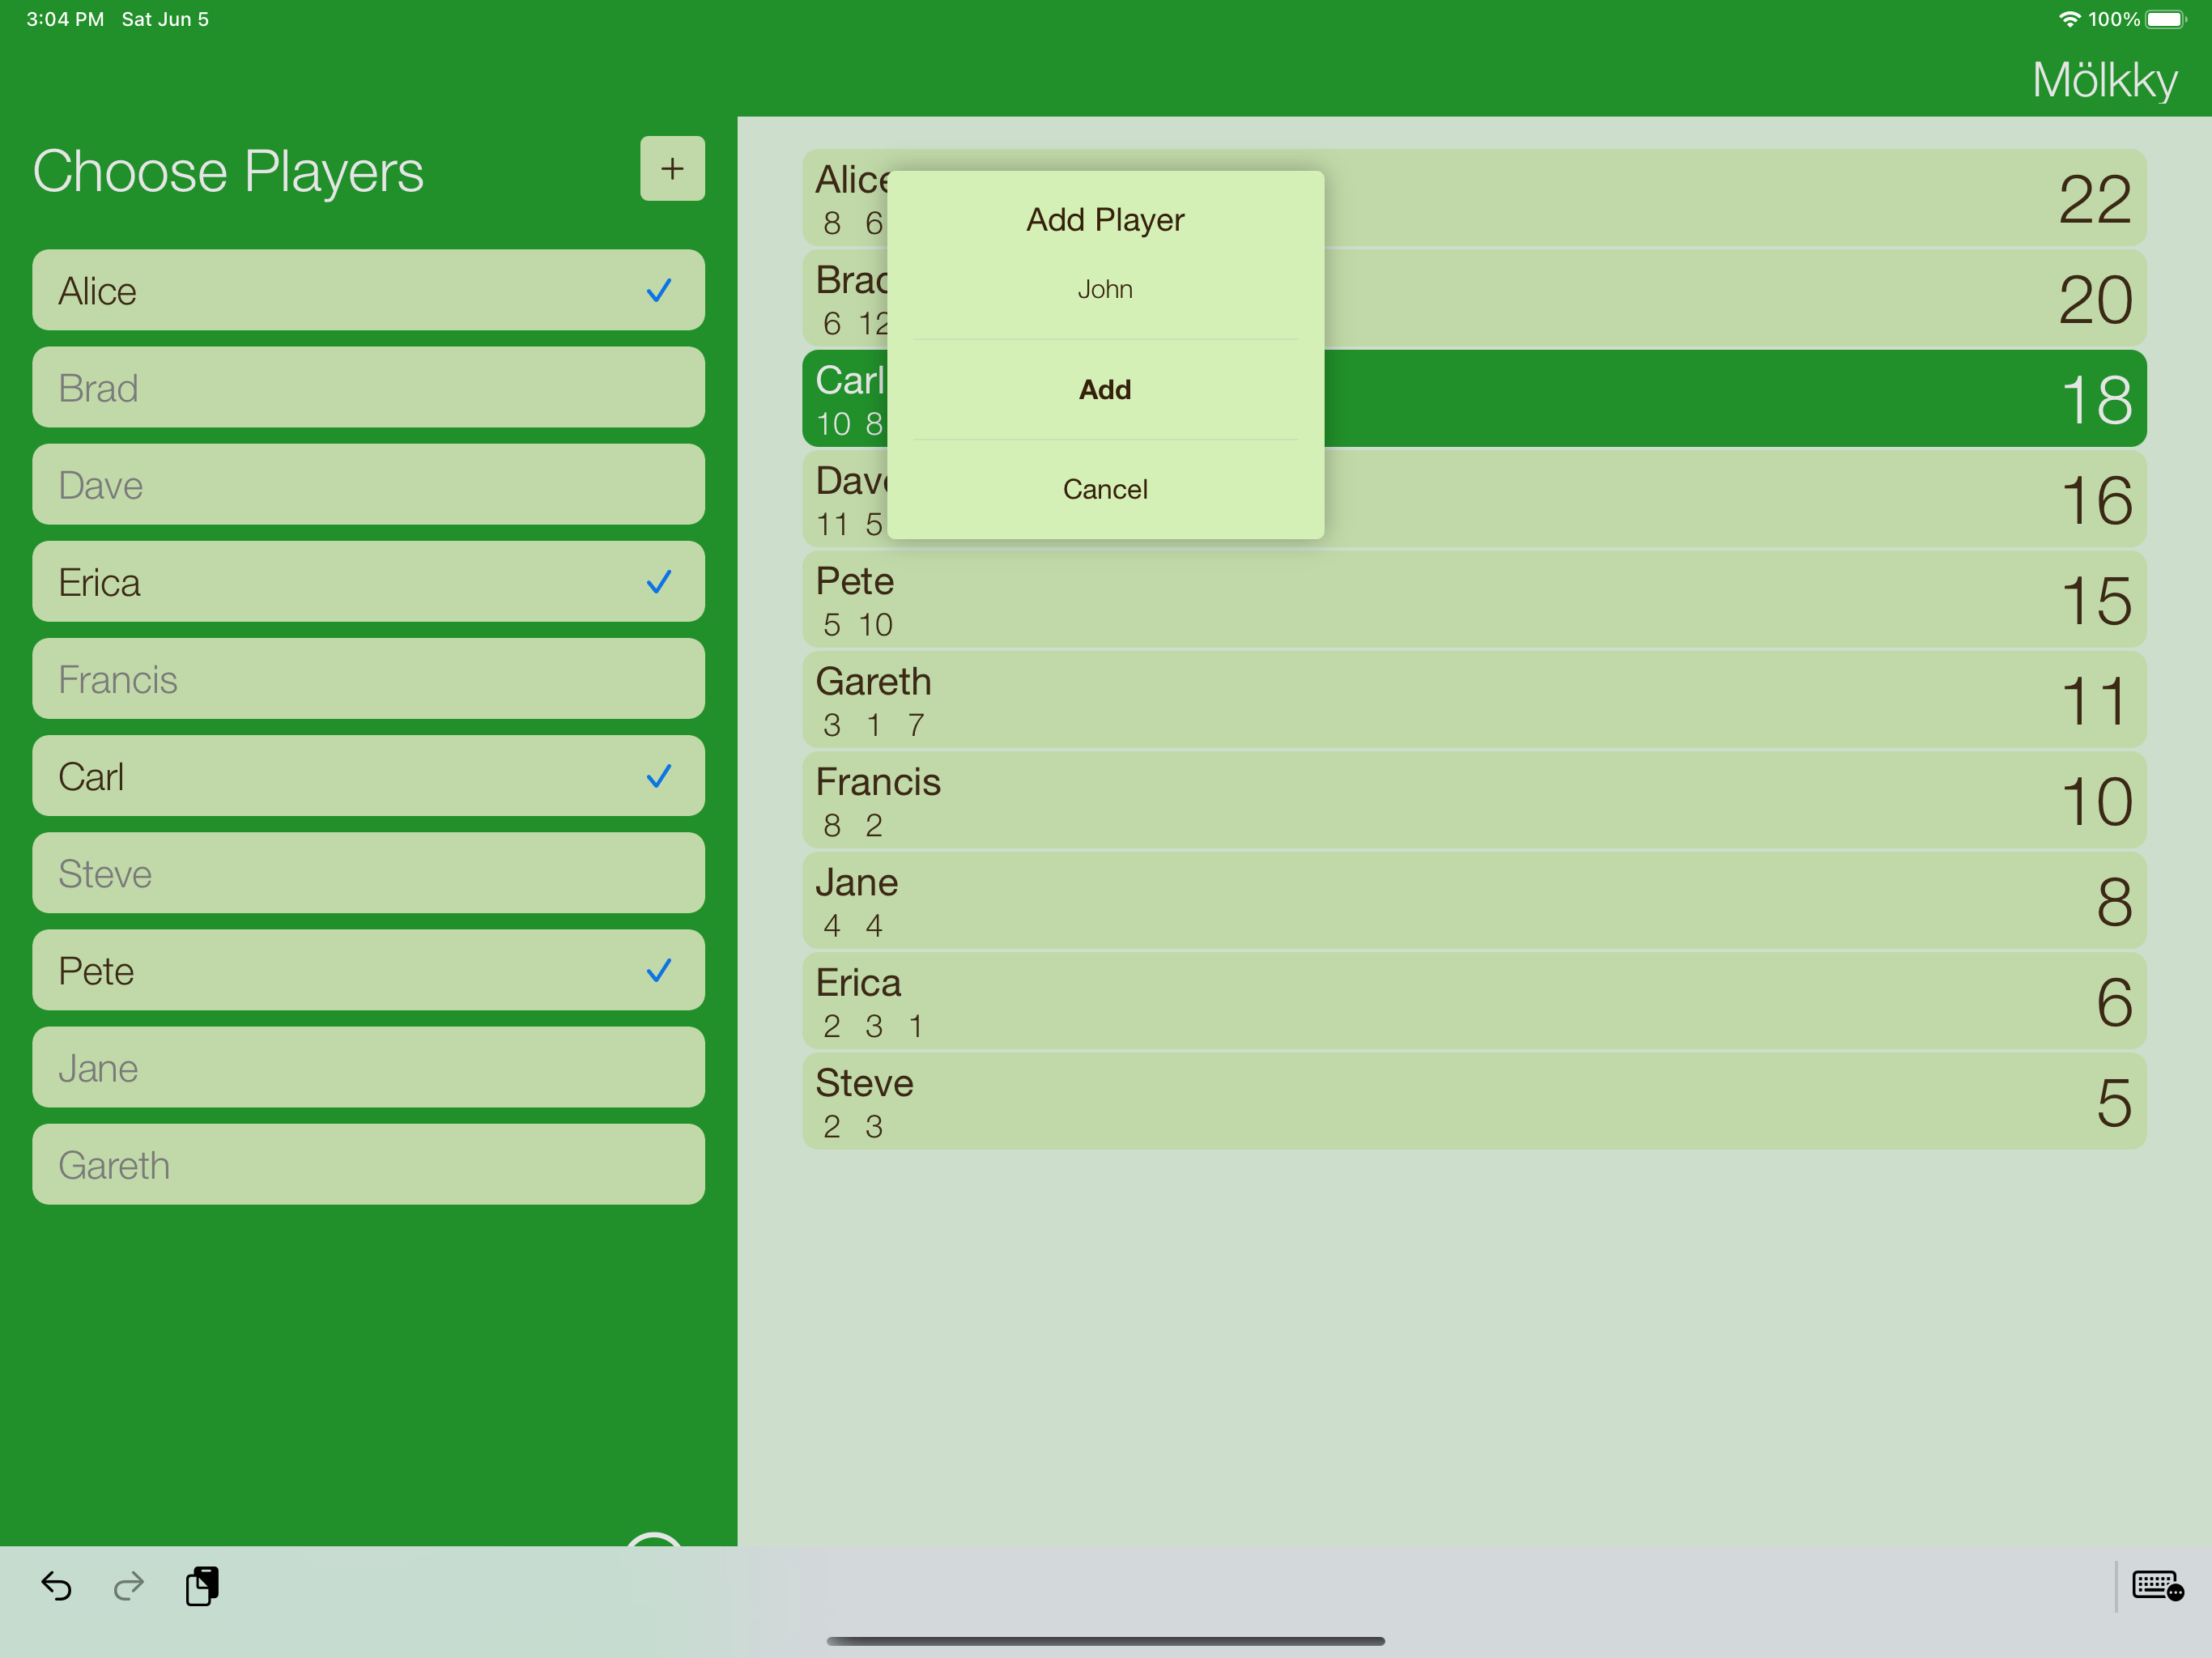 3:04 PM Sat Jun 5
100%
Mölkky
Choose Players
+
Alice
Brad
Dave
Erica
Francis
Carl
Steve
Pete
Jane
Gareth
Alice
8 6
22
Brad
6 12
20
Carl
10 8
18
Dave
11 5
16
Pete
5 10
15
Gareth
3 1 7
11
Francis
8 2
10
Jane
4 4
8
Erica
2 3 1
6
Steve
2 3
5
Add Player
John
Add
Cancel